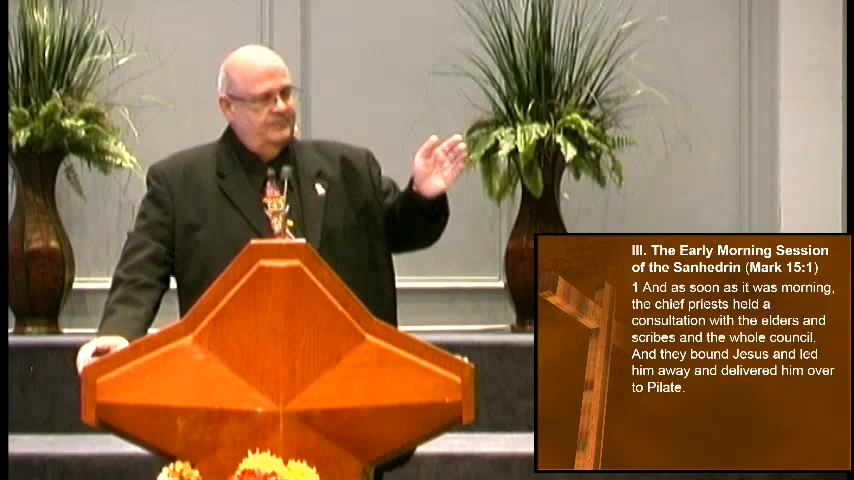 III. The Early Morning Session
of the Sanhedrin (Mark 15:1)
1 And as soon as it was morning,
the chief priests held a
consultation with the elders and
scribes and the whole council.
And they bound Jesus and led
him away and delivered him over
to Pilate.